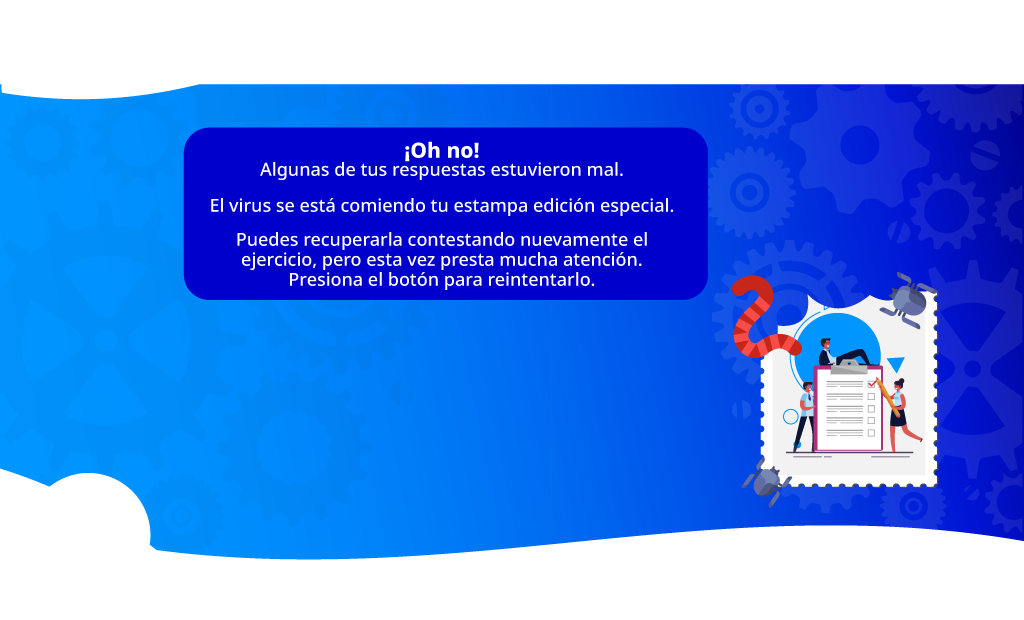 ¡Oh no!
Algunas de tus respuestas estuvieron mal.
El virus se está comiendo tu estampa edición especial.
Puedes recuperarla contestando nuevamente el
ejercicio, pero esta vez presta mucha atención.
Presiona el botón para reintentarlo.